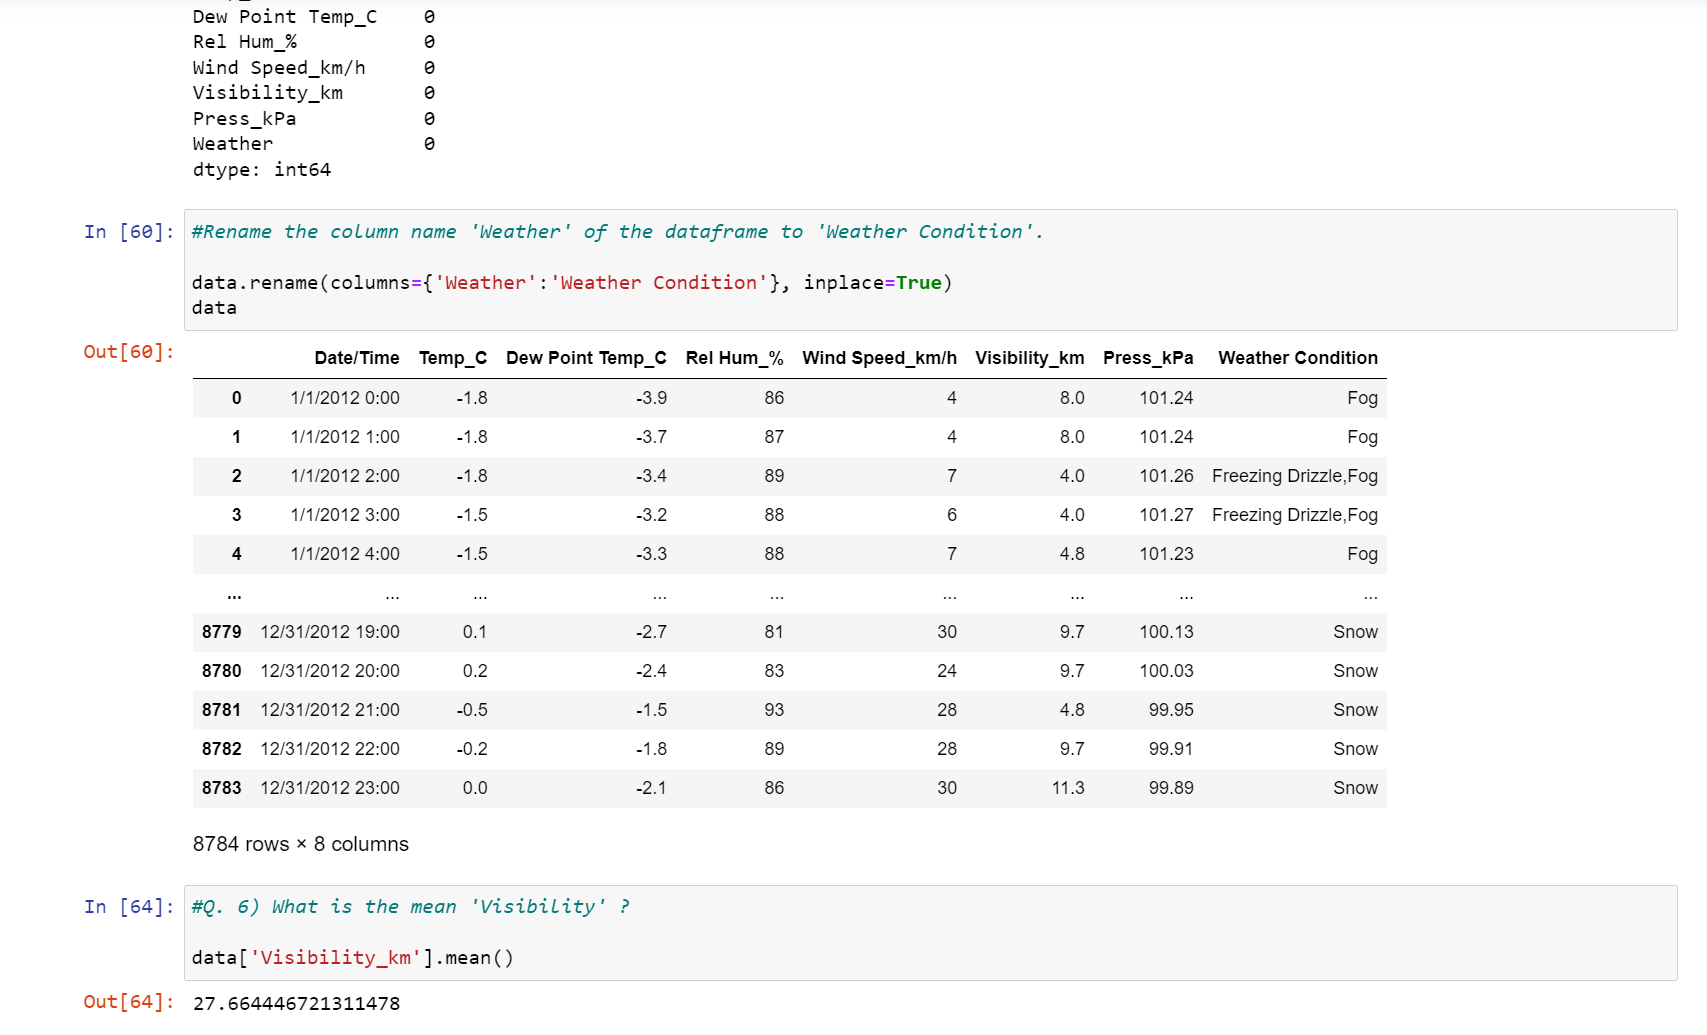 Dew Point Temp_C 0
Rel Hum_% 0
Wind Speed_km/h 0
Visibility_km 0
Press_kPa 0
Weather 0
dtype: int64
In [60]: #Rename the column name 'Weather' of the dataframe to 'Weather Condition'.
data.rename(columns={'Weather':'Weather Condition'}, inplace=True)
data
Out[60]:
Date/Time Temp_C Dew Point Temp_C Rel Hum_% Wind Speed_km/h Visibility_km Press_kPa Weather Condition
0 1/1/2012 0:00 -1.8 -3.9 86 4 8.0 101.24 Fog
1 1/1/2012 1:00 -1.8 -3.7 87 4 8.0 101.24 Fog
2 1/1/2012 2:00 -1.8 -3.4 89 7 4.0 101.26 Freezing Drizzle,Fog
3 1/1/2012 3:00 -1.5 -3.2 88 6 4.0 101.27 Freezing Drizzle,Fog
4 1/1/2012 4:00 -1.5 -3.3 88 7 4.8 101.23 Fog
... ... ... ... ... ... ... ... ...
8779 12/31/2012 19:00 0.1 -2.7 81 30 9.7 100.13 Snow
8780 12/31/2012 20:00 0.2 -2.4 83 24 9.7 100.03 Snow
8781 12/31/2012 21:00 -0.5 -1.5 93 28 4.8 99.95 Snow
8782 12/31/2012 22:00 -0.2 -1.8 89 28 9.7 99.91 Snow
8783 12/31/2012 23:00 0.0 -2.1 86 30 11.3 99.89 Snow
8784 rows × 8 columns
In [64]: #Q. 6) What is the mean 'Visibility' ?
data['Visibility_km'].mean()
Out[64]: 27.664446721311478